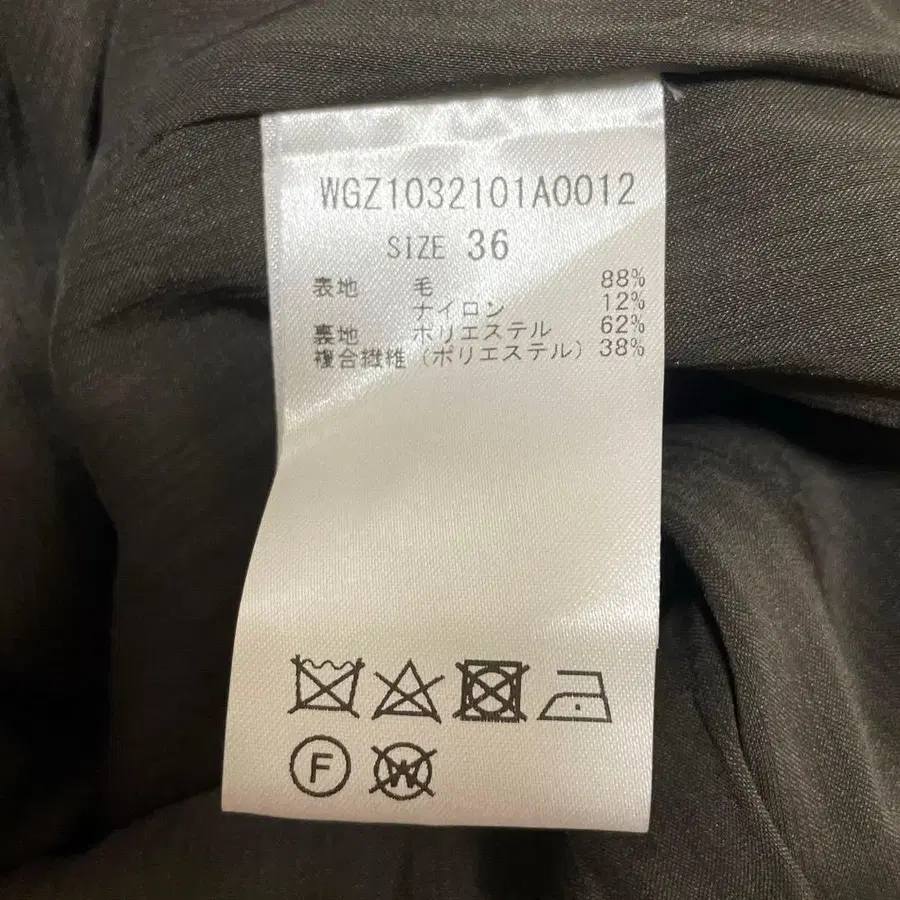 WGZ1032101A0012
SIZE 36
表地 毛 88%
ナイロン 12%
裏地 ポリエステル 62%
複合繊維(ポリエステル) 38%
F W